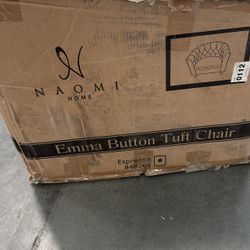 N
NAOMI
HOME
0112
Emma Button Tuft Chair
Espresso